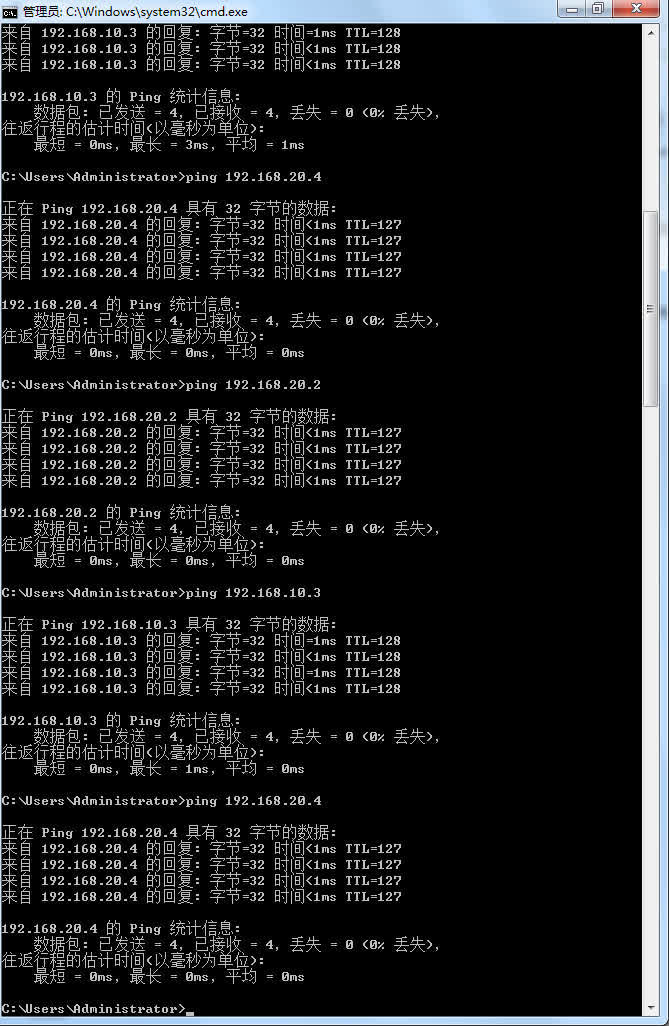 管理员: C:\Windows\system32\cmd.exe
来自 192.168.10.3 的回复: 字节=32 时间=1ms TTL=128
来自 192.168.10.3 的回复: 字节=32 时间<1ms TTL=128
来自 192.168.10.3 的回复: 字节=32 时间<1ms TTL=128
192.168.10.3 的 Ping 统计信息:
数据包: 已发送 = 4, 已接收 = 4, 丢失 = 0 (0% 丢失),
往返行程的估计时间(以毫秒为单位):
最短 = 0ms, 最长 = 3ms, 平均 = 1ms
C:\Users\Administrator>ping 192.168.20.4
正在 Ping 192.168.20.4 具有 32 字节的数据:
来自 192.168.20.4 的回复: 字节=32 时间<1ms TTL=127
来自 192.168.20.4 的回复: 字节=32 时间<1ms TTL=127
来自 192.168.20.4 的回复: 字节=32 时间<1ms TTL=127
来自 192.168.20.4 的回复: 字节=32 时间<1ms TTL=127
192.168.20.4 的 Ping 统计信息:
数据包: 已发送 = 4, 已接收 = 4, 丢失 = 0 (0% 丢失),
往返行程的估计时间(以毫秒为单位):
最短 = 0ms, 最长 = 0ms, 平均 = 0ms
C:\Users\Administrator>ping 192.168.20.2
正在 Ping 192.168.20.2 具有 32 字节的数据:
来自 192.168.20.2 的回复: 字节=32 时间<1ms TTL=127
来自 192.168.20.2 的回复: 字节=32 时间<1ms TTL=127
来自 192.168.20.2 的回复: 字节=32 时间<1ms TTL=127
来自 192.168.20.2 的回复: 字节=32 时间<1ms TTL=127
192.168.20.2 的 Ping 统计信息:
数据包: 已发送 = 4, 已接收 = 4, 丢失 = 0 (0% 丢失),
往返行程的估计时间(以毫秒为单位):
最短 = 0ms, 最长 = 0ms, 平均 = 0ms
C:\Users\Administrator>ping 192.168.10.3
正在 Ping 192.168.10.3 具有 32 字节的数据:
来自 192.168.10.3 的回复: 字节=32 时间=1ms TTL=128
来自 192.168.10.3 的回复: 字节=32 时间<1ms TTL=128
来自 192.168.10.3 的回复: 字节=32 时间=1ms TTL=128
来自 192.168.10.3 的回复: 字节=32 时间<1ms TTL=128
192.168.10.3 的 Ping 统计信息:
数据包: 已发送 = 4, 已接收 = 4, 丢失 = 0 (0% 丢失),
往返行程的估计时间(以毫秒为单位):
最短 = 0ms, 最长 = 1ms, 平均 = 0ms
C:\Users\Administrator>ping 192.168.20.4
正在 Ping 192.168.20.4 具有 32 字节的数据:
来自 192.168.20.4 的回复: 字节=32 时间<1ms TTL=127
来自 192.168.20.4 的回复: 字节=32 时间<1ms TTL=127
来自 192.168.20.4 的回复: 字节=32 时间<1ms TTL=127
来自 192.168.20.4 的回复: 字节=32 时间<1ms TTL=127
192.168.20.4 的 Ping 统计信息:
数据包: 已发送 = 4, 已接收 = 4, 丢失 = 0 (0% 丢失),
往返行程的估计时间(以毫秒为单位):
最短 = 0ms, 最长 = 0ms, 平均 = 0ms
C:\Users\Administrator>_